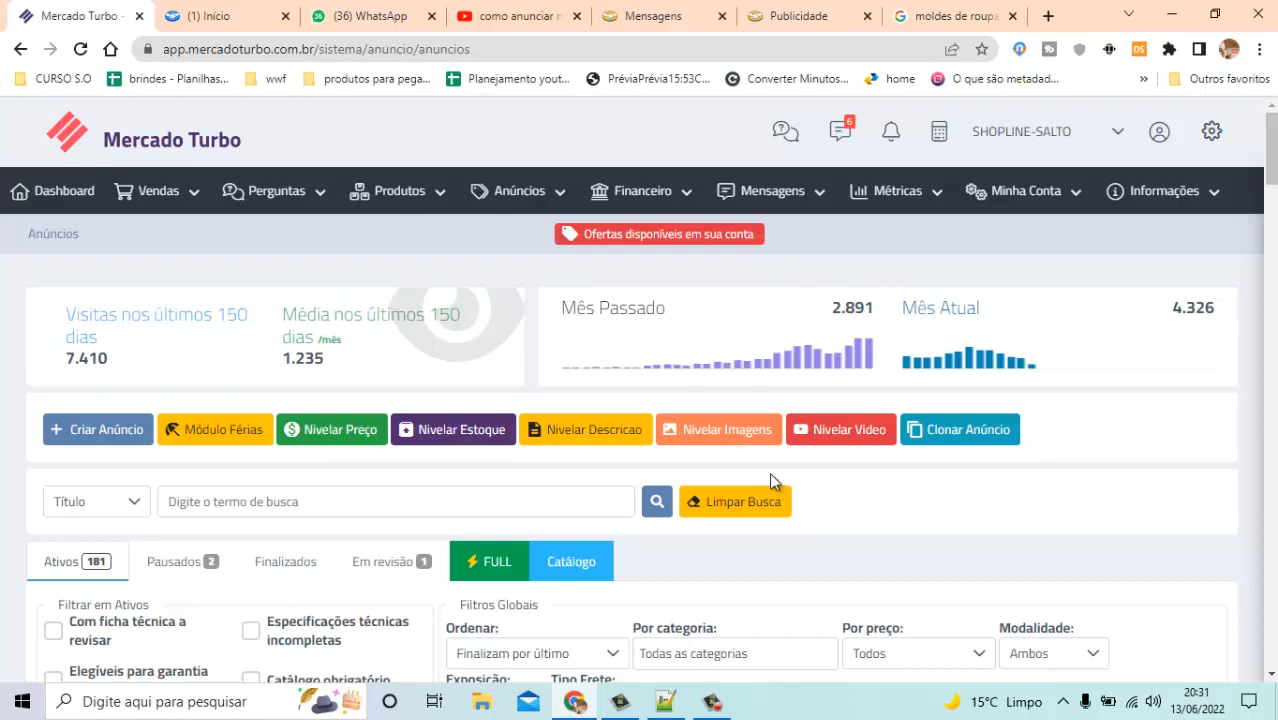 Mercado Turbo -
(1) Início
(36) WhatsApp
como anunciar n
Mensagens
Publicidade
moldes de roupa
app.mercadoturbo.com.br/sistema/anuncio/anuncios
CURSO S.O
brindes - Planilhas...
wwf
produtos para pega...
Planejamento yout...
PréviaPrévia15:53C...
Converter Minutos...
home
O que são metadad...
»
Outros favoritos
Mercado Turbo
6
SHOPLINE-SALTO
Dashboard
Vendas
Perguntas
Produtos
Anúncios
Financeiro
Mensagens
Métricas
Minha Conta
Informações
Anúncios
Ofertas disponíveis em sua conta
Visitas nos últimos 150
dias
7.410
Média nos últimos 150
dias /mês
1.235
Mês Passado
2.891
Mês Atual
4.326
+ Criar Anúncio
Módulo Férias
Nivelar Preço
Nivelar Estoque
Nivelar Descricao
Nivelar Imagens
Nivelar Video
Clonar Anúncio
Título
Digite o termo de busca
Limpar Busca
Ativos 181
Pausados 2
Finalizados
Em revisão 1
FULL
Catálogo
Filtrar em Ativos
Com ficha técnica a
revisar
Especificações técnicas
incompletas
Elegíveis para garantia
Catálogo obrigatório
Filtros Globais
Ordenar:
Por categoria:
Por preço:
Modalidade:
Finalizam por último
Todas as categorias
Todos
Ambos
Exposição:
Tipo Frete:
Digite aqui para pesquisar
15°C Limpo
20:31
13/06/2022